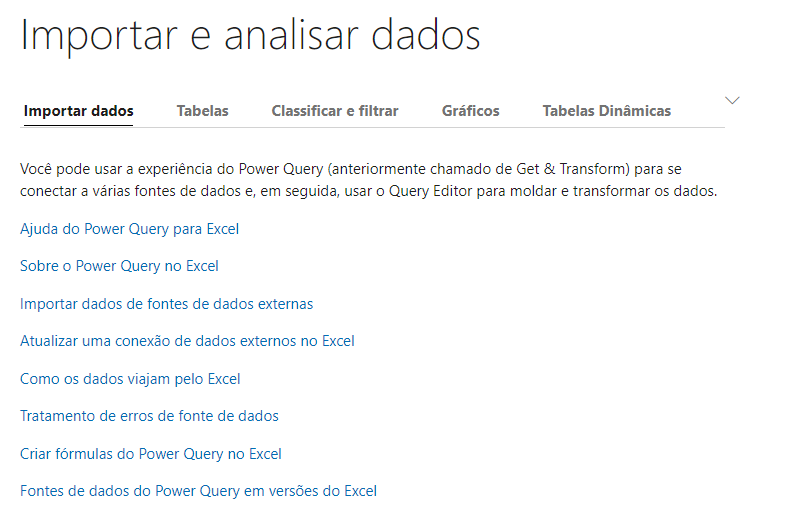 Importar e analisar dados
Importar dados Tabelas Classificar e filtrar Gráficos Tabelas Dinâmicas
Você pode usar a experiência do Power Query (anteriormente chamado de Get & Transform) para se
conectar a várias fontes de dados e, em seguida, usar o Query Editor para moldar e transformar os dados.
Ajuda do Power Query para Excel
Sobre o Power Query no Excel
Importar dados de fontes de dados externas
Atualizar uma conexão de dados externos no Excel
Como os dados viajam pelo Excel
Tratamento de erros de fonte de dados
Criar fórmulas do Power Query no Excel
Fontes de dados do Power Query em versões do Excel